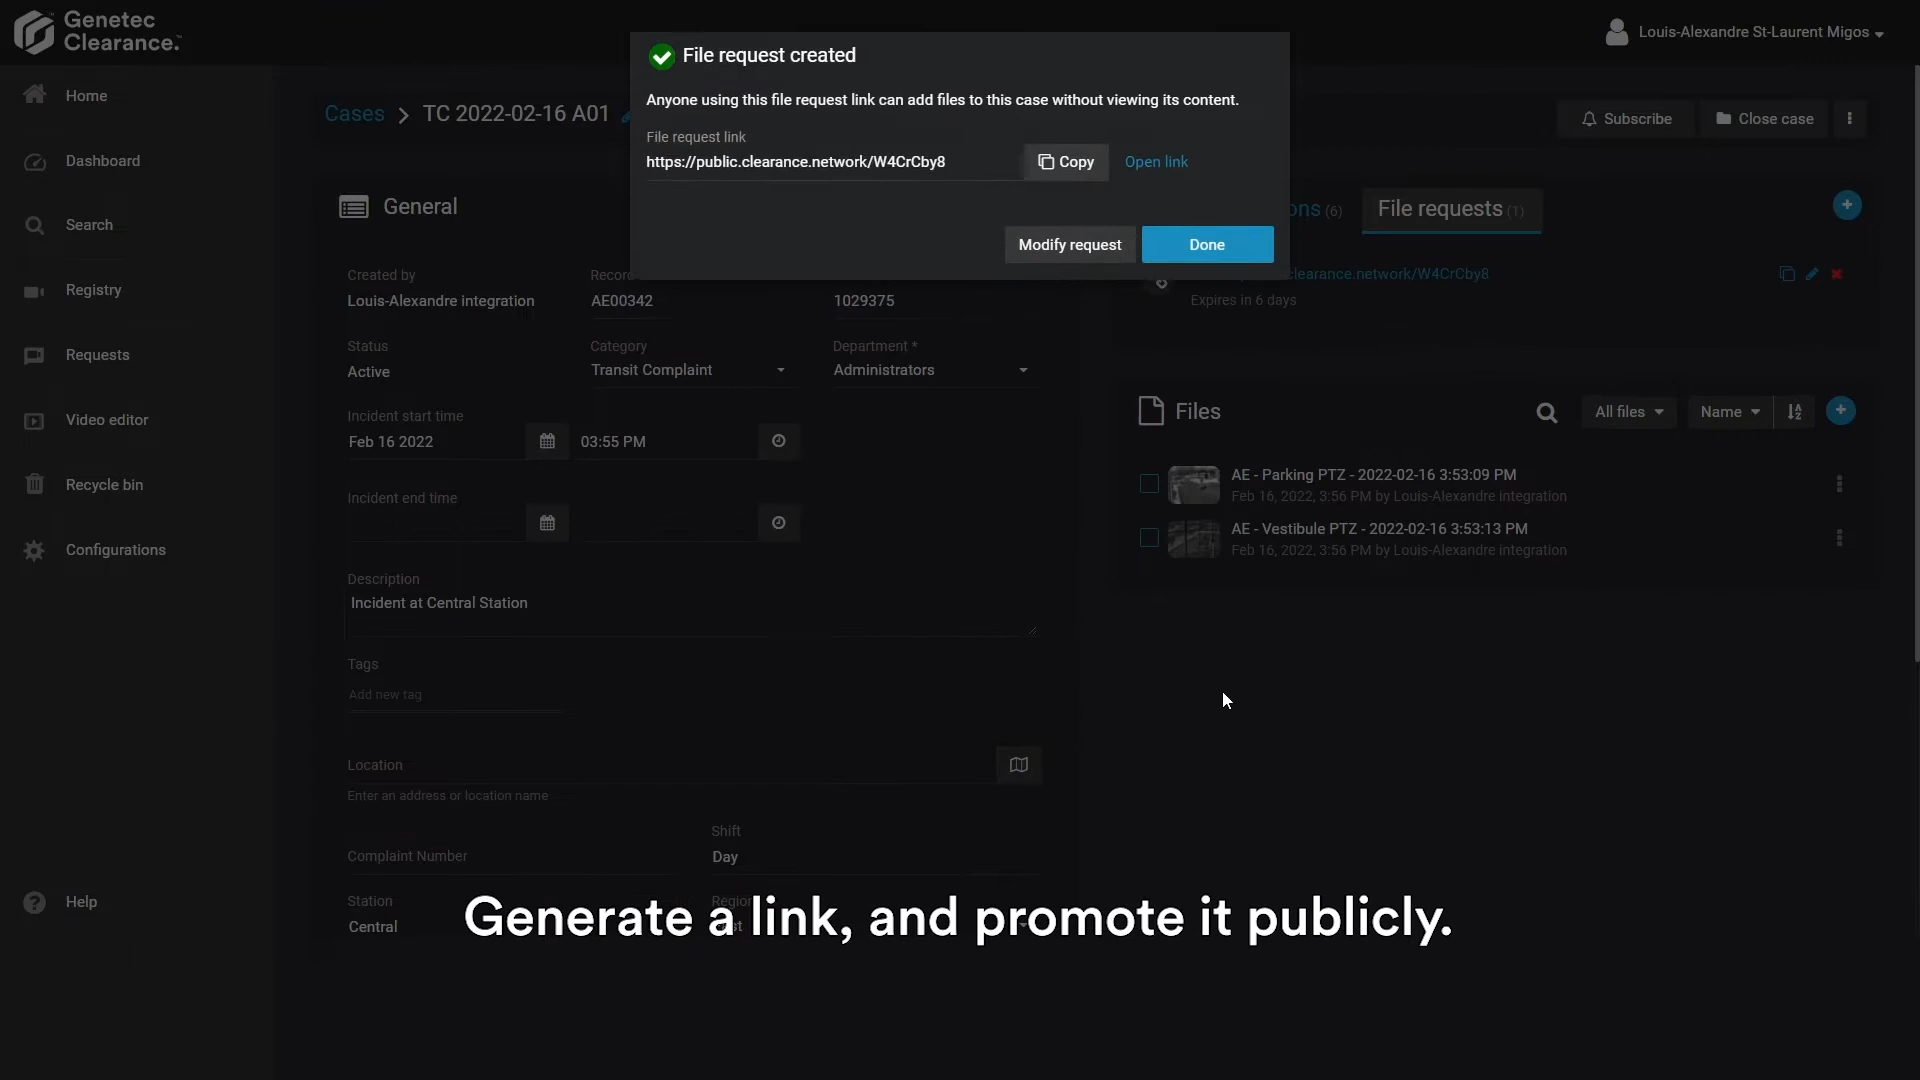 Genetec
Clearance.™
Louis-Alexandre St-Laurent Migos
Home
Dashboard
Search
Registry
Requests
Video editor
Recycle bin
Configurations
Help
File request created
Anyone using this file request link can add files to this case without viewing its content.
File request link
https://public.clearance.network/W4CrCby8
Copy
Open link
Modify request
Done
Cases > TC 2022-02-16 A01
Subscribe
Close case
General
Created by
Louis-Alexandre integration
AE00342
1029375
Status
Active
Category
Transit Complaint
Department *
Administrators
Incident start time
Feb 16 2022
03:55 PM
Incident end time
Description
Incident at Central Station
Tags
Add new tag
Location
Enter an address or location name
Complaint Number
Shift
Day
Station
Central
(6)
File requests (1)
clearance.network/W4CrCby8
Expires in 6 days
Files
All files
Name
AE - Parking PTZ - 2022-02-16 3:53:09 PM
Feb 16, 2022, 3:56 PM by Louis-Alexandre integration
AE - Vestibule PTZ - 2022-02-16 3:53:13 PM
Feb 16, 2022, 3:56 PM by Louis-Alexandre integration
Generate a link, and promote it publicly.